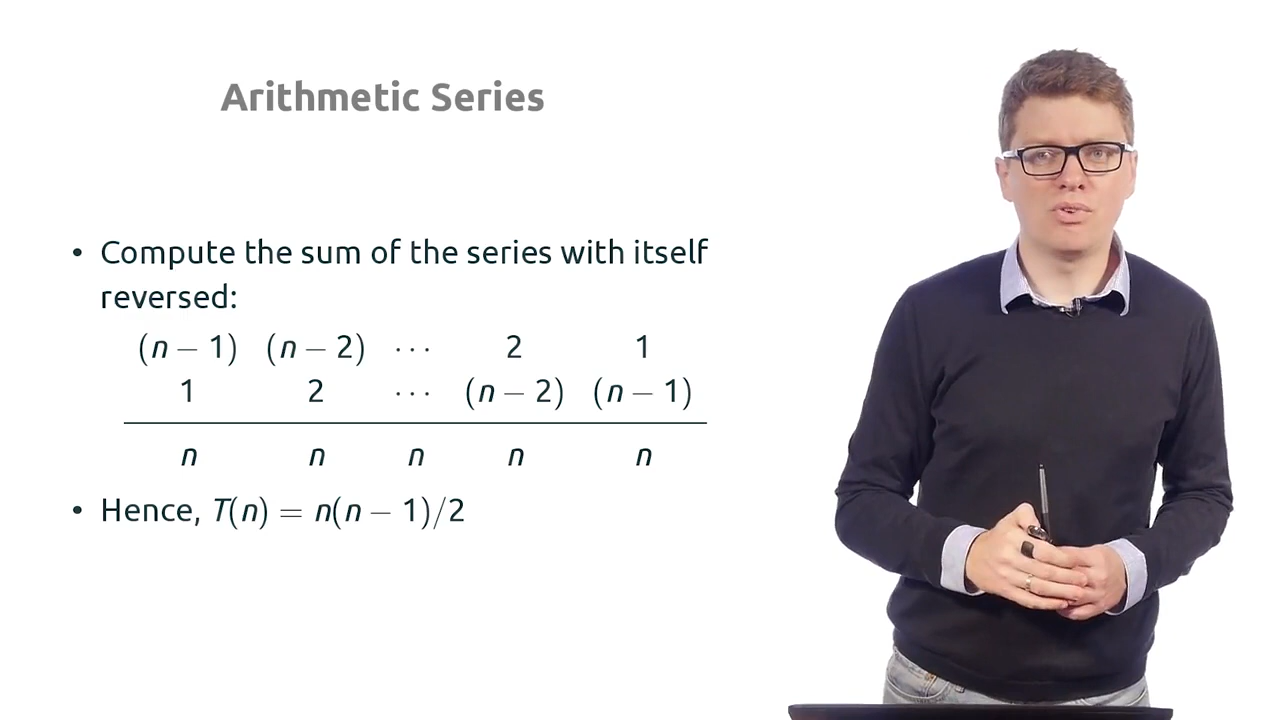 Arithmetic Series
• Compute the sum of the series with itself
reversed:
(n − 1) (n − 2) ⋯ 2 1
1 2 ⋯ (n − 2) (n − 1)
n n n n n
• Hence, T(n) = n(n − 1)/2